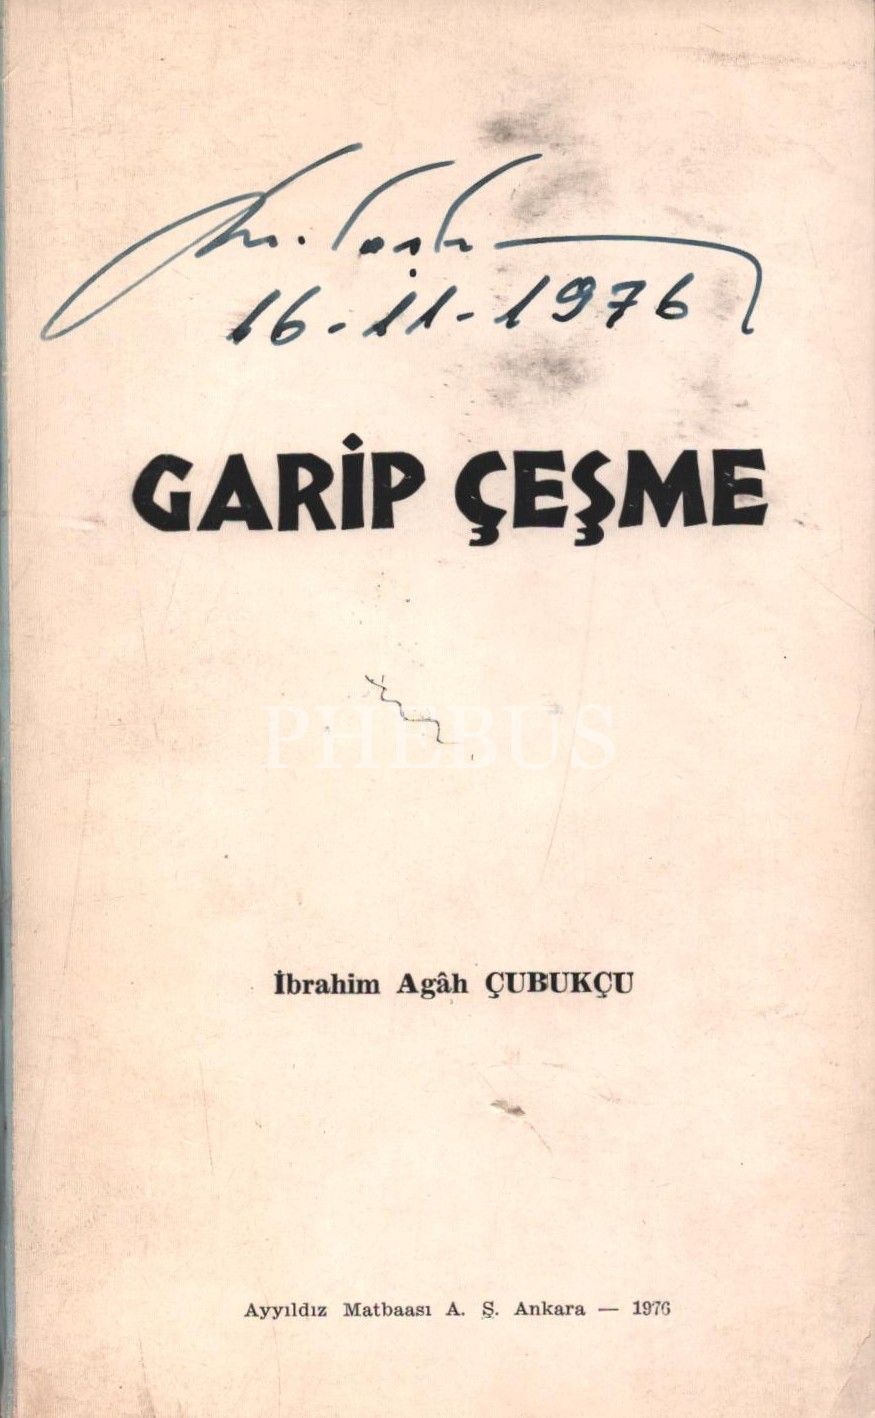 16-11-1976
GARİP ÇEŞME
PHEBUS
İbrahim Agâh ÇUBUKÇU
Ayyıldız Matbaası A. Ş. Ankara — 1976